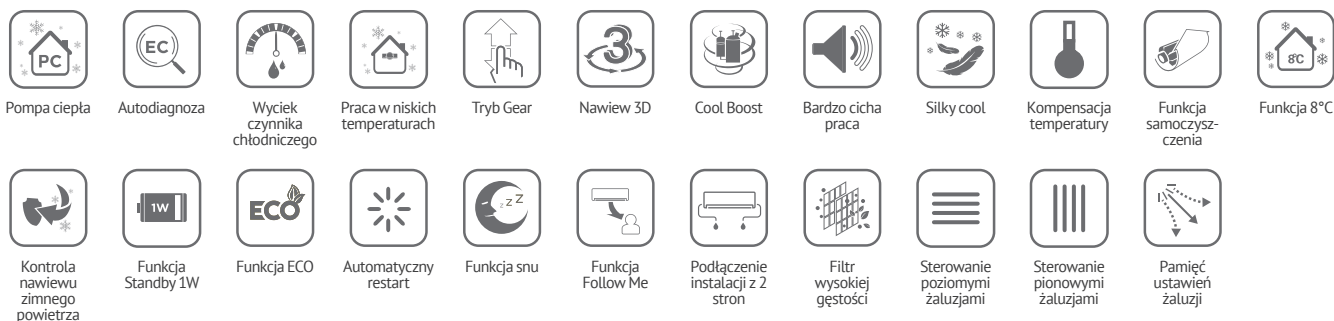 PC
EC
3
8°C
Pompa ciepła
Autodiagnoza
Wyciek
czynnika
chłodniczego
Praca w niskich
temperaturach
Tryb Gear
Nawiew 3D
Cool Boost
Bardzo cicha
praca
Silky cool
Kompensacja
temperatury
Funkcja
samoczysz-
czenia
Funkcja 8°C
1W
ECO
z z Z
Kontrola
nawiewu
zimnego
powietrza
Funkcja
Standby 1W
Funkcja ECO
Automatyczny
restart
Funkcja snu
Funkcja
Follow Me
Podłączenie
instalacji z 2
stron
Filtr
wysokiej
gęstości
Sterowanie
poziomymi
żaluzjami
Sterowanie
pionowymi
żaluzjami
Pamięć
ustawień
żaluzji